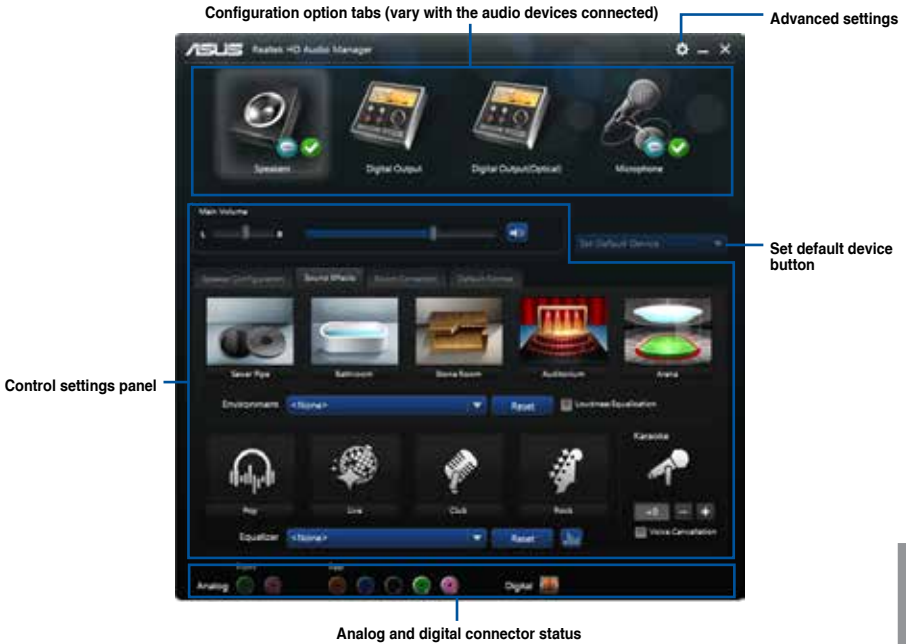 Configuration option tabs (vary with the audio devices connected)
Advanced settings
ASUS Realtek HD Audio Manager
Speakers
Digital Output
Digital Output(Optical)
Microphone
Main Volume
L
R
Set Default Device
Set default device
button
Speaker Configuration
Sound Effects
Room Correction
Default Format
Sewer Pipe
Bathroom
Stone Room
Auditorium
Arena
Control settings panel
Environment
<None>
Reset
Loudness Equalization
Karaoke
Pop
Live
Club
Rock
+0
Equalizer
<None>
Reset
Voice Cancellation
Front
Rear
Analog
Digital
Analog and digital connector status